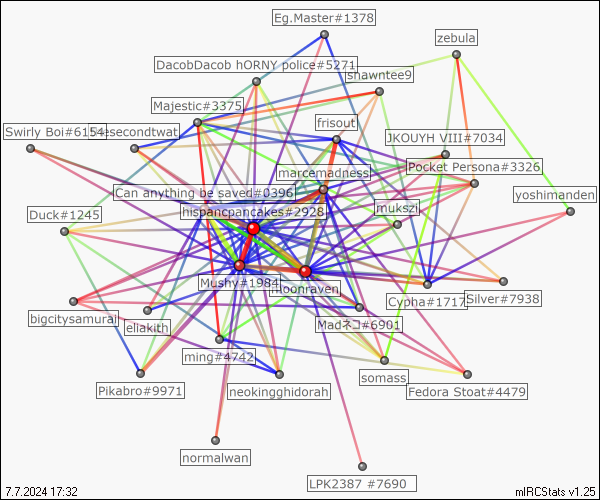 Eg.Master#1378
zebula
DacobDacob hORNY police#5271
shawntee9
Majestic#3375
frisout
Swirly Boi#6154
esecondtwat
JKOUYH VIII#7034
marcemadness
Pocket Persona#3326
Can anything be saved#0396
yoshimanden
Duck#1245
hispancpancakes#2928
mukszij
Mushy#1984
moonraven
Cypha#1717
Silver#7938
bigcitysamurai
eliakith
Madネコ#6901
ming#4742
somass
Pikabro#9971
neokingghidorah
Fedora Stoat#4479
normalwan
LPK2387 #7690
7.7.2024 17:32
mIRCStats v1.25